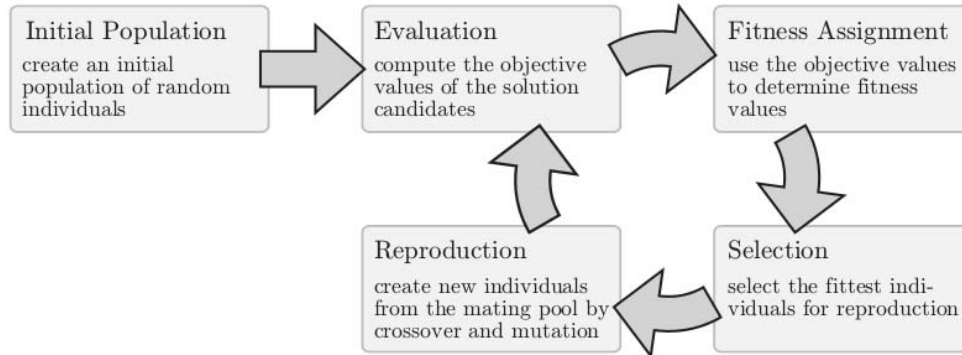 Initial Population
create an initial
population of random
individuals
Evaluation
compute the objective
values of the solution
candidates
Fitness Assignment
use the objective values
to determine fitness
values
Reproduction
create new individuals
from the mating pool by
crossover and mutation
Selection
select the fittest indi-
viduals for reproduction